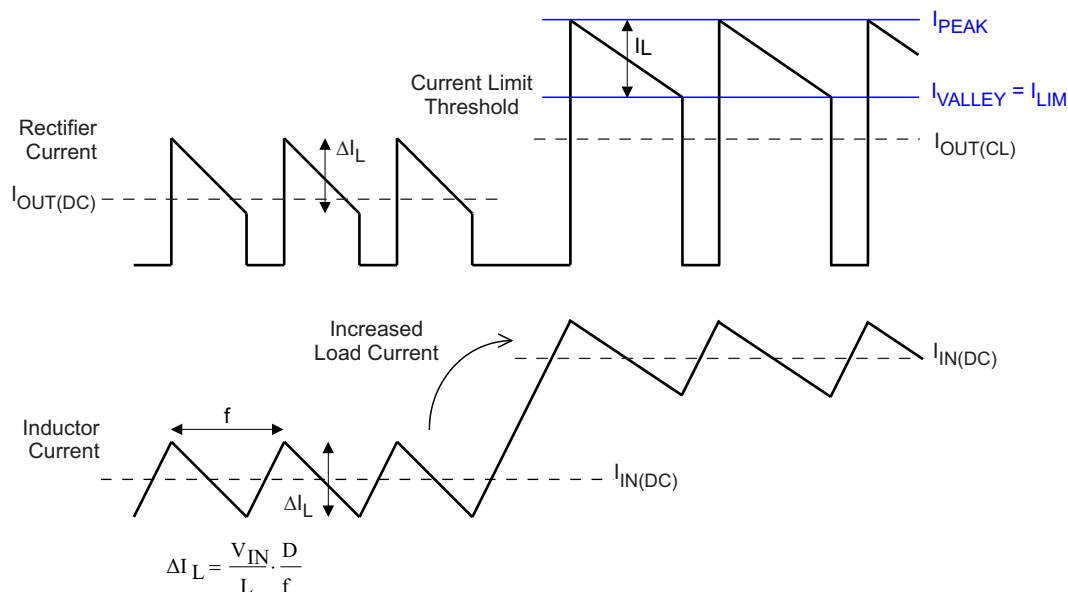 I_PEAK
I_L
Current Limit
Threshold
I_VALLEY = I_LIM
Rectifier
Current
ΔI_L
I_OUT(CL)
I_OUT(DC)
Increased
Load Current
I_IN(DC)
f
Inductor
Current
I_IN(DC)
ΔI_L
ΔI_L = V_IN/L · D/f